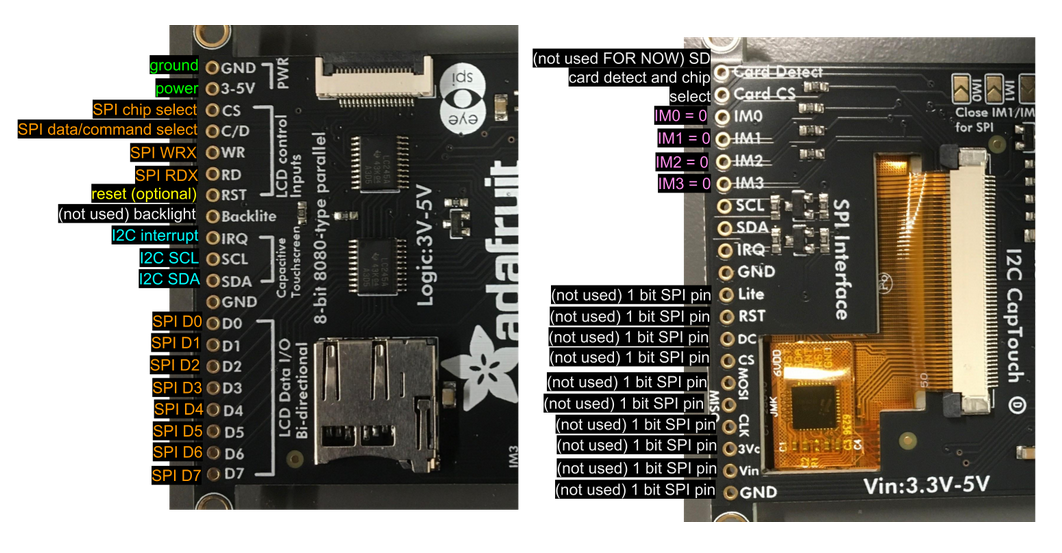 ground
power
SPI chip select
SPI data/command select
SPI WRX
SPI RDX
reset (optional)
(not used) backlight
I2C interrupt
I2C SCL
I2C SDA
SPI D0
SPI D1
SPI D2
SPI D3
SPI D4
SPI D5
SPI D6
SPI D7
GND
3-5V
CS
C/D
WR
RD
RST
Backlite
IRQ
SCL
SDA
GND
D0
D1
D2
D3
D4
D5
D6
D7
PWR
LCD control
Inputs
Capacitive
Touchscreen
LCD Data I/O
Bi-directional
8-bit 8080-type parallel
Logic:3V-5V
eye
spi
adafruit
IM3
(not used FOR NOW) SD
card detect and chip
select
IM0 = 0
IM1 = 0
IM2 = 0
IM3 = 0
(not used) 1 bit SPI pin
(not used) 1 bit SPI pin
(not used) 1 bit SPI pin
(not used) 1 bit SPI pin
(not used) 1 bit SPI pin
(not used) 1 bit SPI pin
(not used) 1 bit SPI pin
(not used) 1 bit SPI pin
(not used) 1 bit SPI pin
(not used) 1 bit SPI pin
Card Detect
Card CS
IM0
IM1
IM2
IM3
SCL
SDA
IRQ
GND
Lite
RST
DC
CS
MOSI
CLK
3Vc
Vin
GND
IM0
IM1
Close IM1/IM
for SPI
SPI Interface
I2C CapTouch
JMK
Vin:3.3V-5V